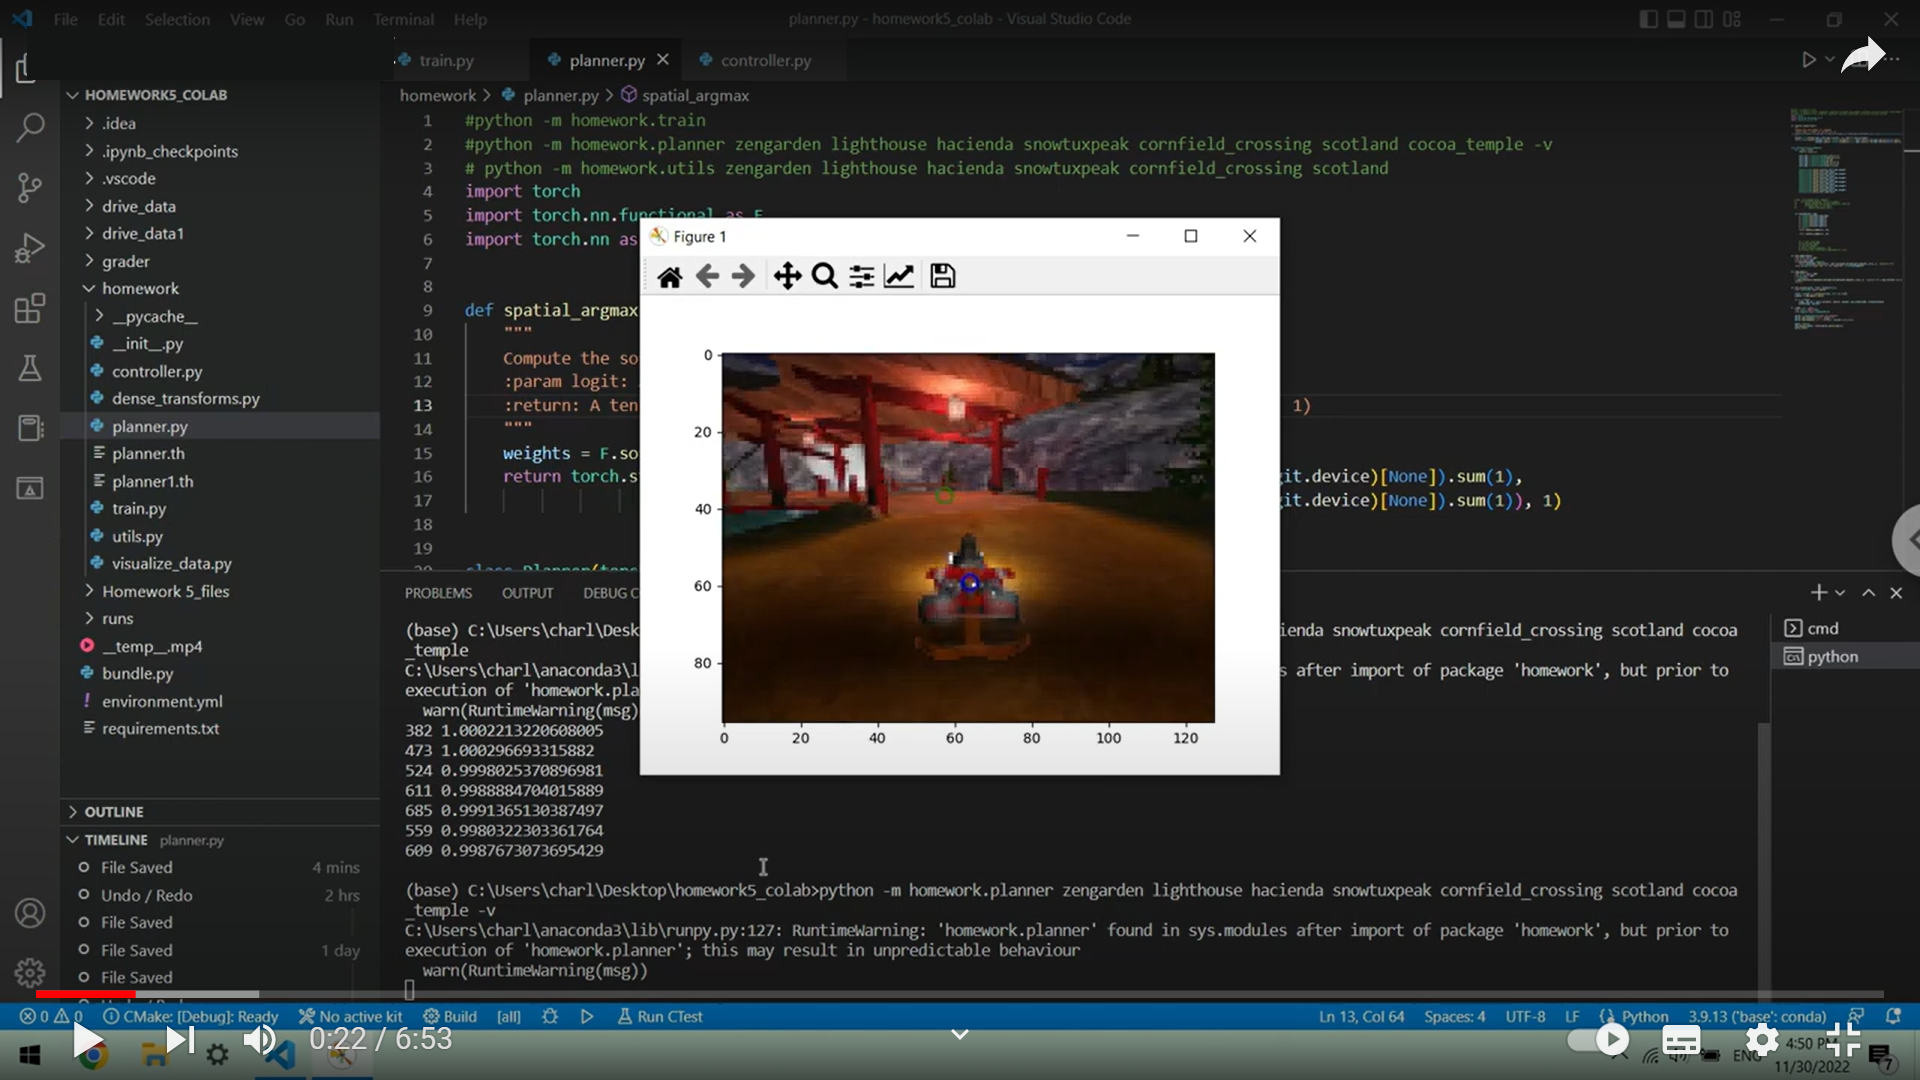 File Edit Selection View Go Run Terminal Help
planner.py - homework5_colab - Visual Studio Code
train.py
planner.py
controller.py
HOMEWORK5_COLAB
.idea
.ipynb_checkpoints
.vscode
drive_data
drive_data1
grader
homework
__pycache__
__init__.py
controller.py
dense_transforms.py
planner.py
planner.th
planner1.th
train.py
utils.py
visualize_data.py
Homework 5_files
runs
__temp__.mp4
bundle.py
environment.yml
requirements.txt
OUTLINE
TIMELINE planner.py
File Saved 4 mins
Undo / Redo 2 hrs
File Saved
File Saved 1 day
File Saved
homework > planner.py > spatial_argmax
1 #python -m homework.train
2 #python -m homework.planner zengarden lighthouse hacienda snowtuxpeak cornfield_crossing scotland cocoa_temple -v
3 # python -m homework.utils zengarden lighthouse hacienda snowtuxpeak cornfield_crossing scotland
4 import torch
5 import torch.nn.functional as F
6 import torch.nn as
7
8
9 def spatial_argmax
10 """
11 Compute the so
12 :param logit:
13 :return: A ten 1)
14 """
15 weights = F.so
16 return torch.s git.device)[None]).sum(1),
17 git.device)[None]).sum(1)), 1)
18
19
Figure 1
0
20
40
60
80
0 20 40 60 80 100 120
PROBLEMS OUTPUT DEBUG C
(base) C:\Users\charl\Desk ienda snowtuxpeak cornfield_crossing scotland cocoa
_temple
C:\Users\charl\anaconda3\l s after import of package 'homework', but prior to
execution of 'homework.pla
warn(RuntimeWarning(msg)
382 1.0002213220608005
473 1.000296693315882
524 0.9998025370896981
611 0.9988884704015889
685 0.9991365130387497
559 0.9980322303361764
609 0.9987673073695429
(base) C:\Users\charl\Desktop\homework5_colab>python -m homework.planner zengarden lighthouse hacienda snowtuxpeak cornfield_crossing scotland cocoa
_temple -v
C:\Users\charl\anaconda3\lib\runpy.py:127: RuntimeWarning: 'homework.planner' found in sys.modules after import of package 'homework', but prior to
execution of 'homework.planner'; this may result in unpredictable behaviour
warn(RuntimeWarning(msg))
cmd
python
0 0 CMake: [Debug]: Ready No active kit Build [all] Run CTest
Ln 13, Col 64 Spaces: 4 UTF-8 LF Python 3.9.13 ('base': conda)
0:22 / 6:53
ENG
4:50 PM
11/30/2022
7